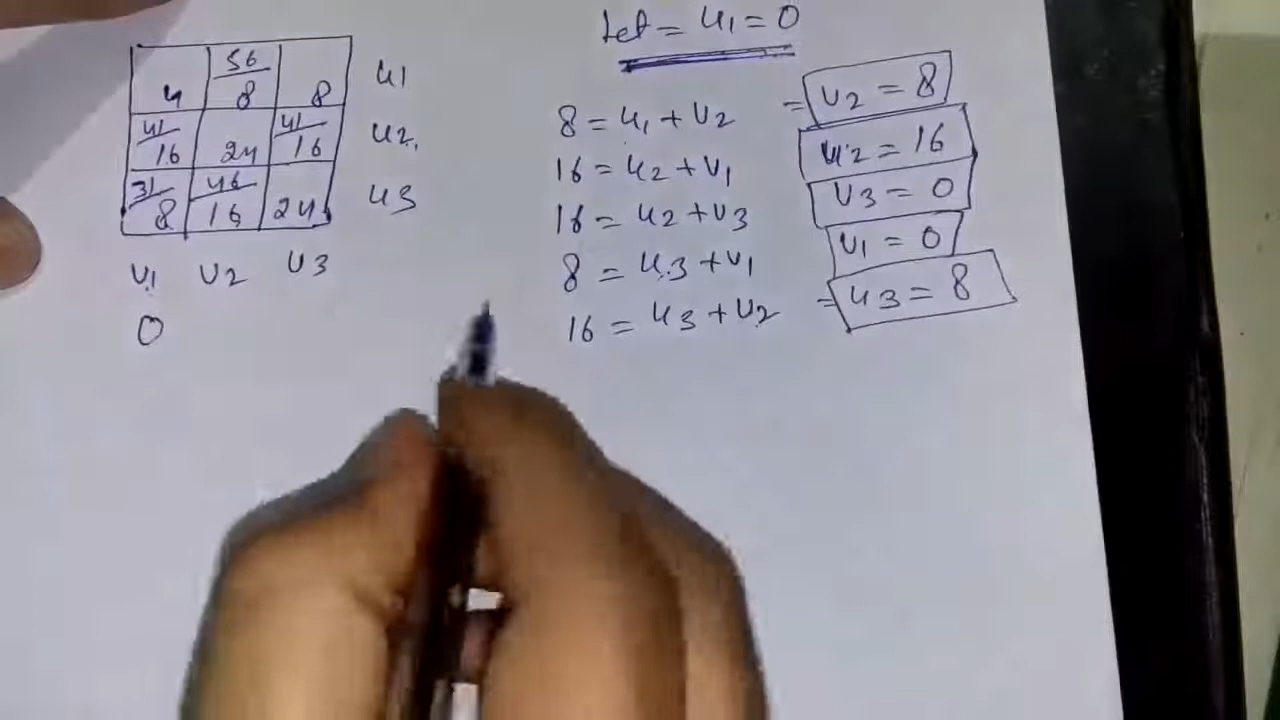 Let = u1 = 0
56
4 8 8 u1
41 41
16 24 16 u2
31 46
8 16 24 u3
v1 v2 v3
0
8 = u1 + v2 = v2 = 8
16 = u2 + v1 u2 = 16
16 = u2 + v3 v3 = 0
8 = u3 + v1 v1 = 0
16 = u3 + v2 = u3 = 8